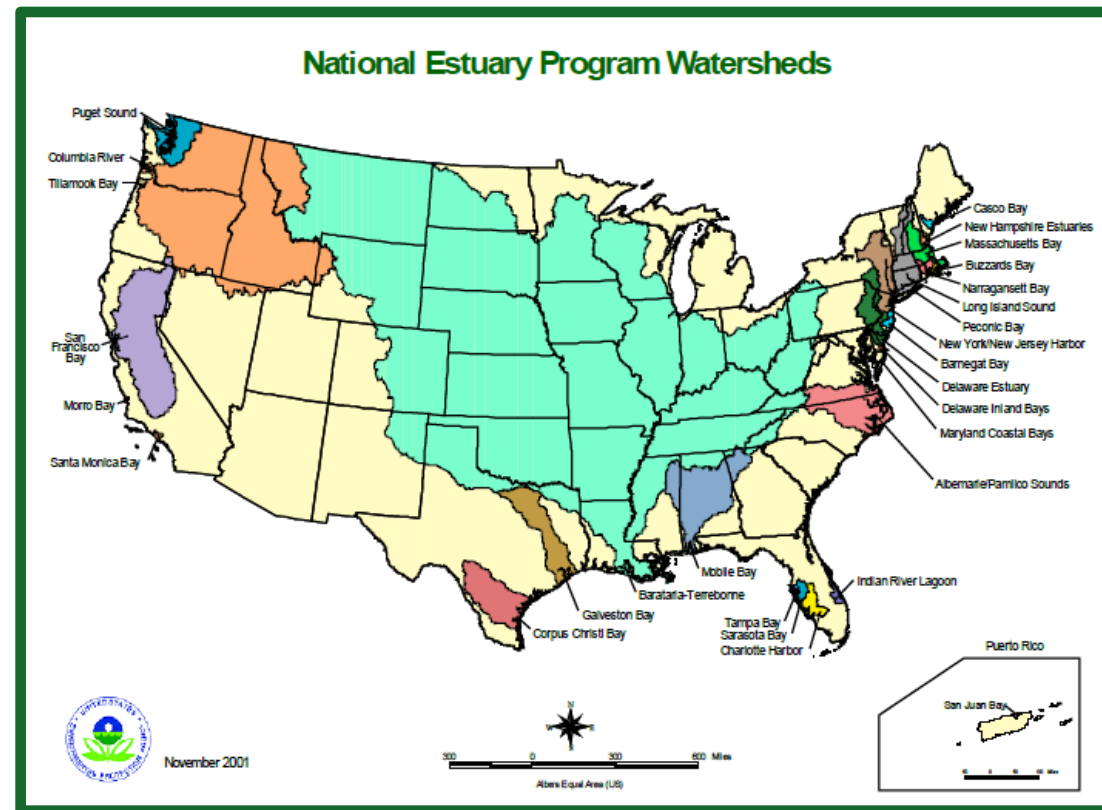 National Estuary Program Watersheds
Puget Sound
Columbia River
Tillamook Bay
San
Francisco
Bay
Morro Bay
Santa Monica Bay
Casco Bay
New Hampshire Estuaries
Massachusetts Bay
Buzzards Bay
Narragansett Bay
Long Island Sound
Peconic Bay
New York/New Jersey Harbor
Barnegat Bay
Delaware Estuary
Delaware Inland Bays
Maryland Coastal Bays
Albemarle/Pamlico Sounds
Mobile Bay
Indian River Lagoon
Barataria-Terrebonne
Galveston Bay
Corpus Christi Bay
Tampa Bay
Sarasota Bay
Charlotte Harbor
Puerto Rico
San Juan Bay
UNITED STATES
ENVIRONMENTAL PROTECTION
November 2001
N
W E
S
300 0 300 600 Miles
Albers Equal Area (US)